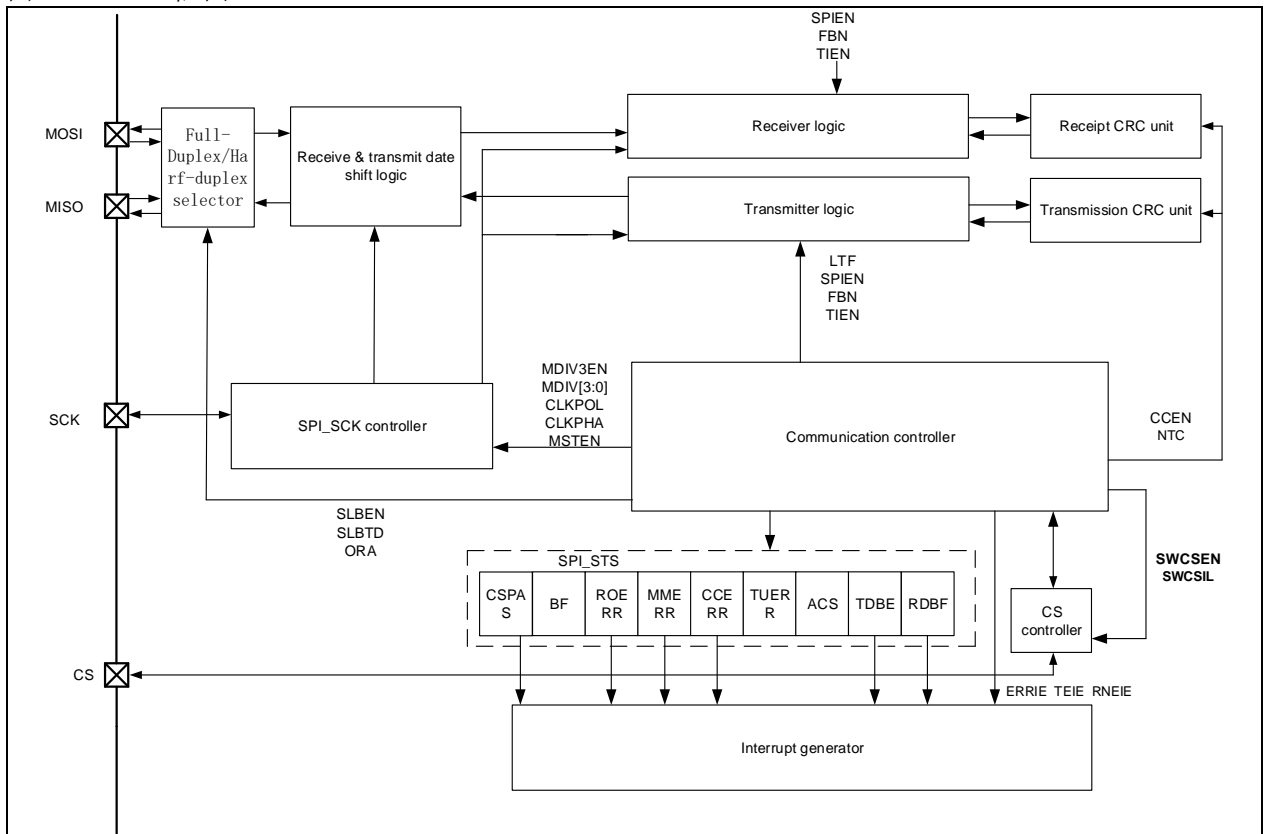 SPIEN
FBN
TIEN
MOSI
MISO
Full-
Duplex/Ha
rf-duplex
selector
Receive & transmit date
shift logic
Receiver logic
Receipt CRC unit
Transmitter logic
Transmission CRC unit
LTF
SPIEN
FBN
TIEN
SCK
SPI_SCK controller
MDIV3EN
MDIV[3:0]
CLKPOL
CLKPHA
MSTEN
Communication controller
CCEN
NTC
SLBEN
SLBTD
ORA
SPI_STS
CSPA
S
BF
ROE
RR
MME
RR
CCE
RR
TUER
R
ACS
TDBE
RDBF
SWCSEN
SWCSIL
CS
controller
CS
ERRIE TEIE RNEIE
Interrupt generator